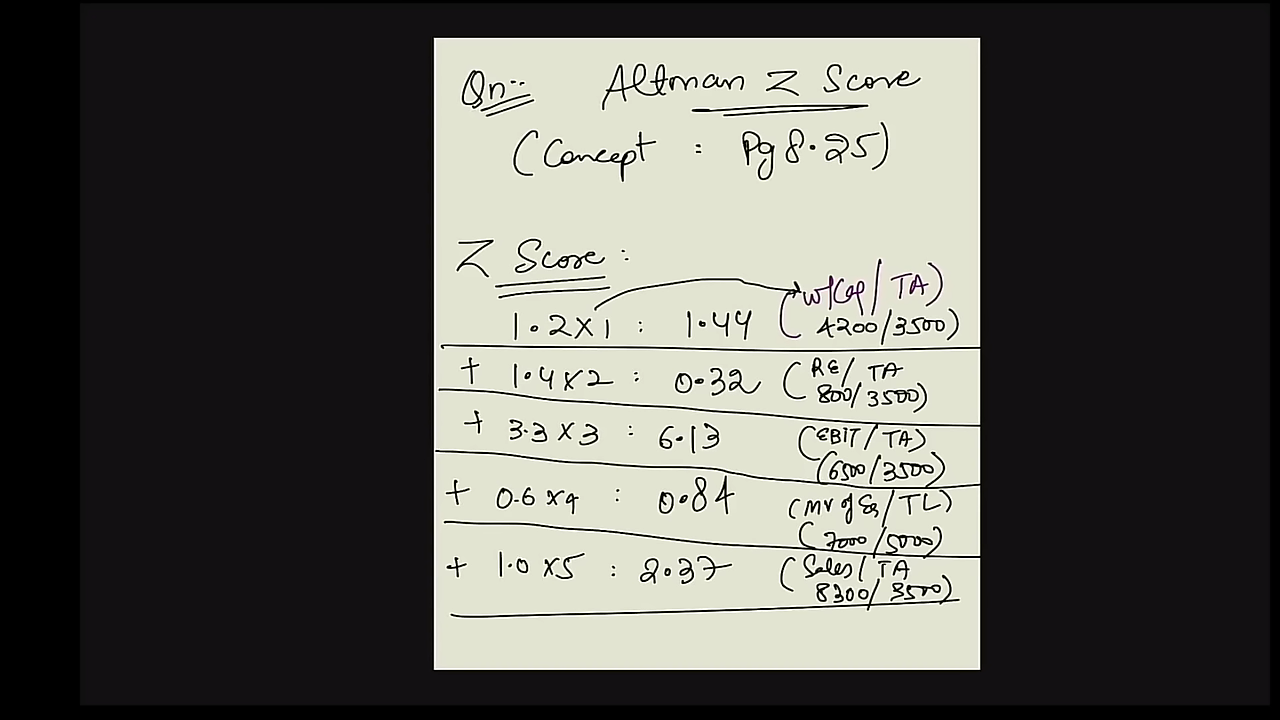 Qn:- Altman Z Score
(Concept : Pg 8.25)
Z Score :
(W/Cap / TA)
1.2X1 : 1.44 (4200/3500)
+ 1.4X2 : 0.32 (RE/ TA
800/3500)
+ 3.3X3 : 6.13 (EBIT/TA)
(6500/3500)
+ 0.6X4 : 0.84 (MV of Eq/TL)
(7000/5000)
+ 1.0X5 : 2.37 (Sales/TA
8300/3500)